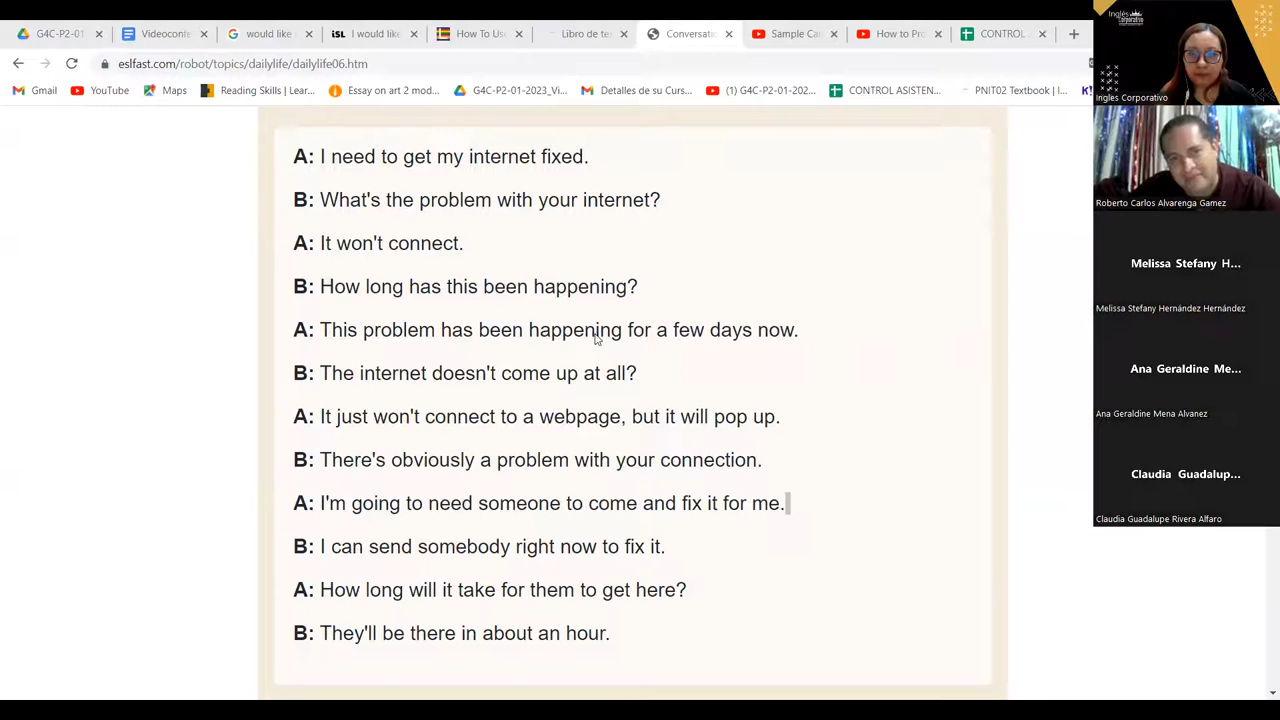 G4C-P2-01
Videoconfe
would like
ISL
I would like
How To Use
Libro de te
Conversatio
Sample Ca
How to Pro
CONTROL
eslfast.com/robot/topics/dailylife/dailylife06.htm
Gmail
YouTube
Maps
Reading Skills | Lear...
Essay on art 2 mod...
G4C-P2-01-2023_Vi...
Detalles de su Curs...
(1) G4C-P2-01-202...
CONTROL ASISTEN...
PNIT02 Textbook | I...
A: I need to get my internet fixed.
B: What's the problem with your internet?
A: It won't connect.
B: How long has this been happening?
A: This problem has been happening for a few days now.
B: The internet doesn't come up at all?
A: It just won't connect to a webpage, but it will pop up.
B: There's obviously a problem with your connection.
A: I'm going to need someone to come and fix it for me.
B: I can send somebody right now to fix it.
A: How long will it take for them to get here?
B: They'll be there in about an hour.
Inglés
Corporativo
Ingles Corporativo
Roberto Carlos Alvarenga Gamez
Melissa Stefany H...
Melissa Stefany Hernández Hernández
Ana Geraldine Me...
Ana Geraldine Mena Alvanez
Claudia Guadalup...
Claudia Guadalupe Rivera Alfaro